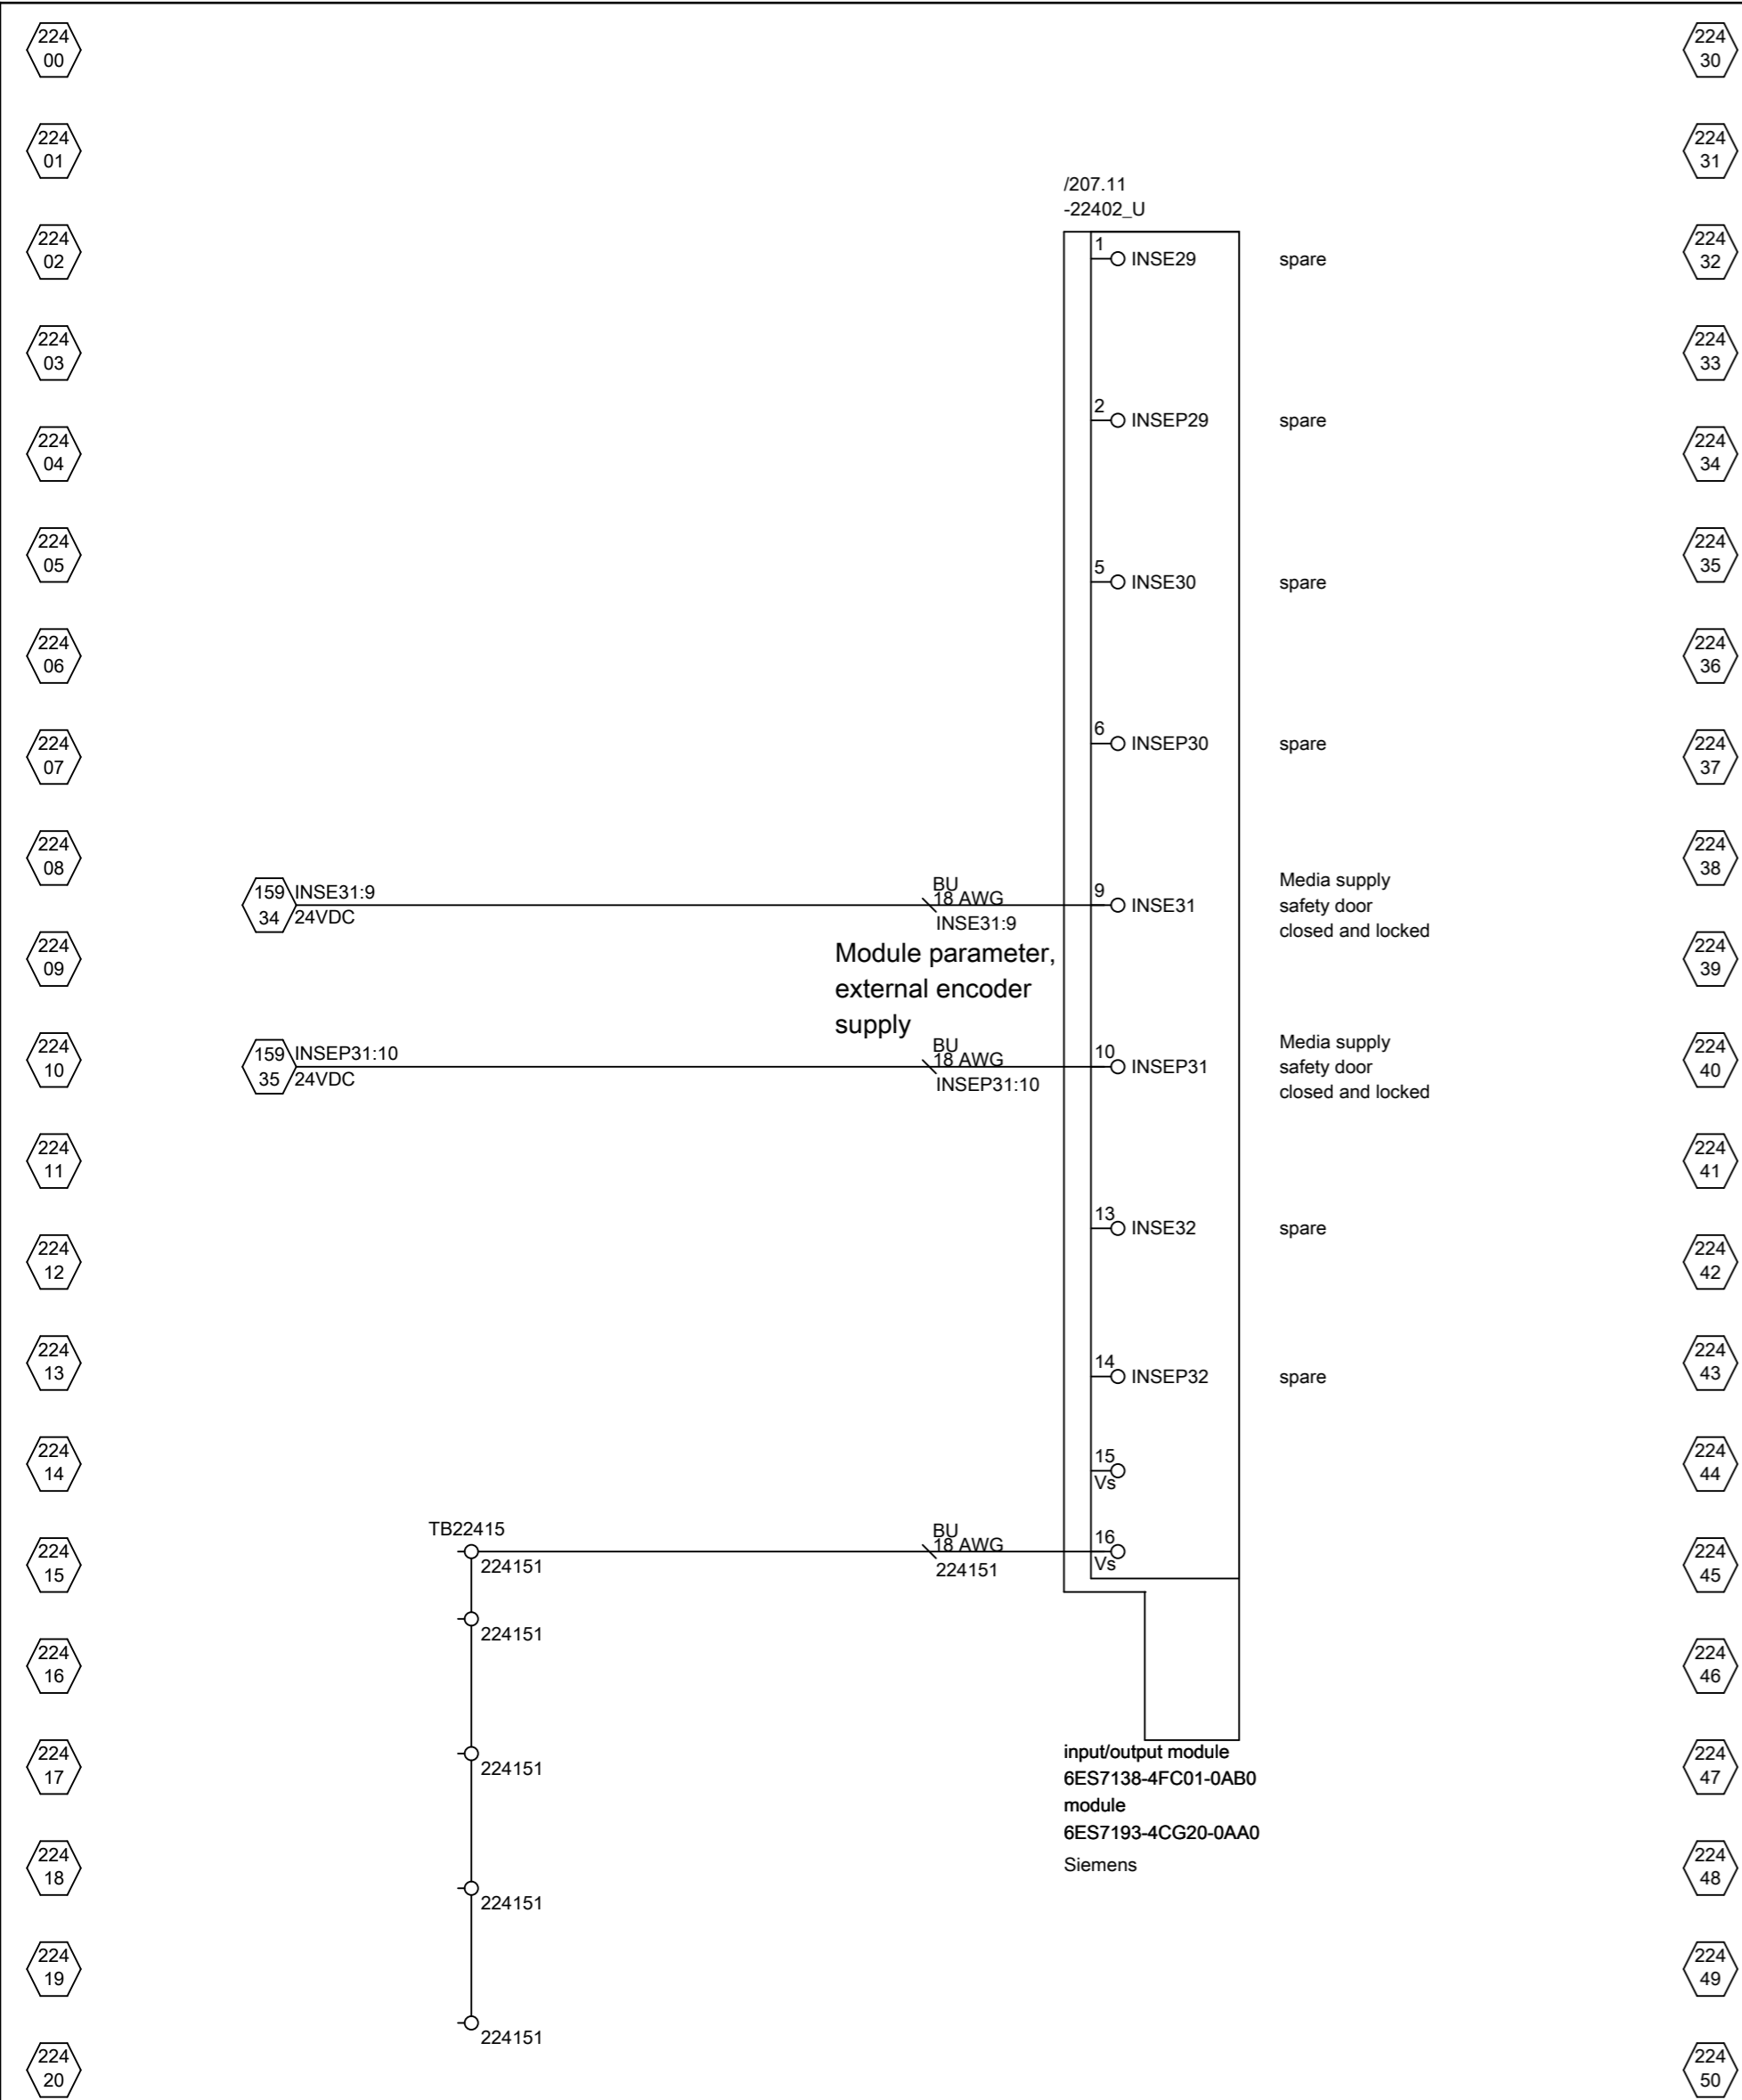 224
00
224
30
224
01
224
31
/207.11
-22402_U
224
02
1
INSE29
spare
224
32
224
03
224
33
2
INSEP29
spare
224
04
224
34
224
05
5
INSE30
spare
224
35
224
06
224
36
224
07
6
INSEP30
spare
224
37
224
08
224
38
159
34
INSE31:9
24VDC
BU
18 AWG
INSE31:9
9
INSE31
Media supply
safety door
closed and locked
224
09
Module parameter,
external encoder
supply
224
39
224
10
159
35
INSEP31:10
24VDC
BU
18 AWG
INSEP31:10
10
INSEP31
Media supply
safety door
closed and locked
224
40
224
11
224
41
224
12
13
INSE32
spare
224
42
224
13
14
INSEP32
spare
224
43
224
14
15
Vs
224
44
TB22415
224
15
224151
BU
18 AWG
224151
16
Vs
224
45
224151
224
16
224
46
224
17
224151
input/output module
6ES7138-4FC01-0AB0
module
6ES7193-4CG20-0AA0
Siemens
224
47
224
18
224151
224
48
224
19
224
49
224151
224
20
224
50